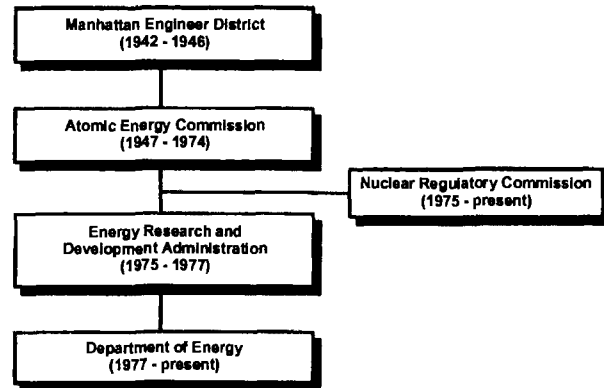 Manhattan Engineer District
(1942 - 1946)
Atomic Energy Commission
(1947 - 1974)
Nuclear Regulatory Commission
(1975 - present)
Energy Research and
Development Administration
(1975 - 1977)
Department of Energy
(1977 - present)